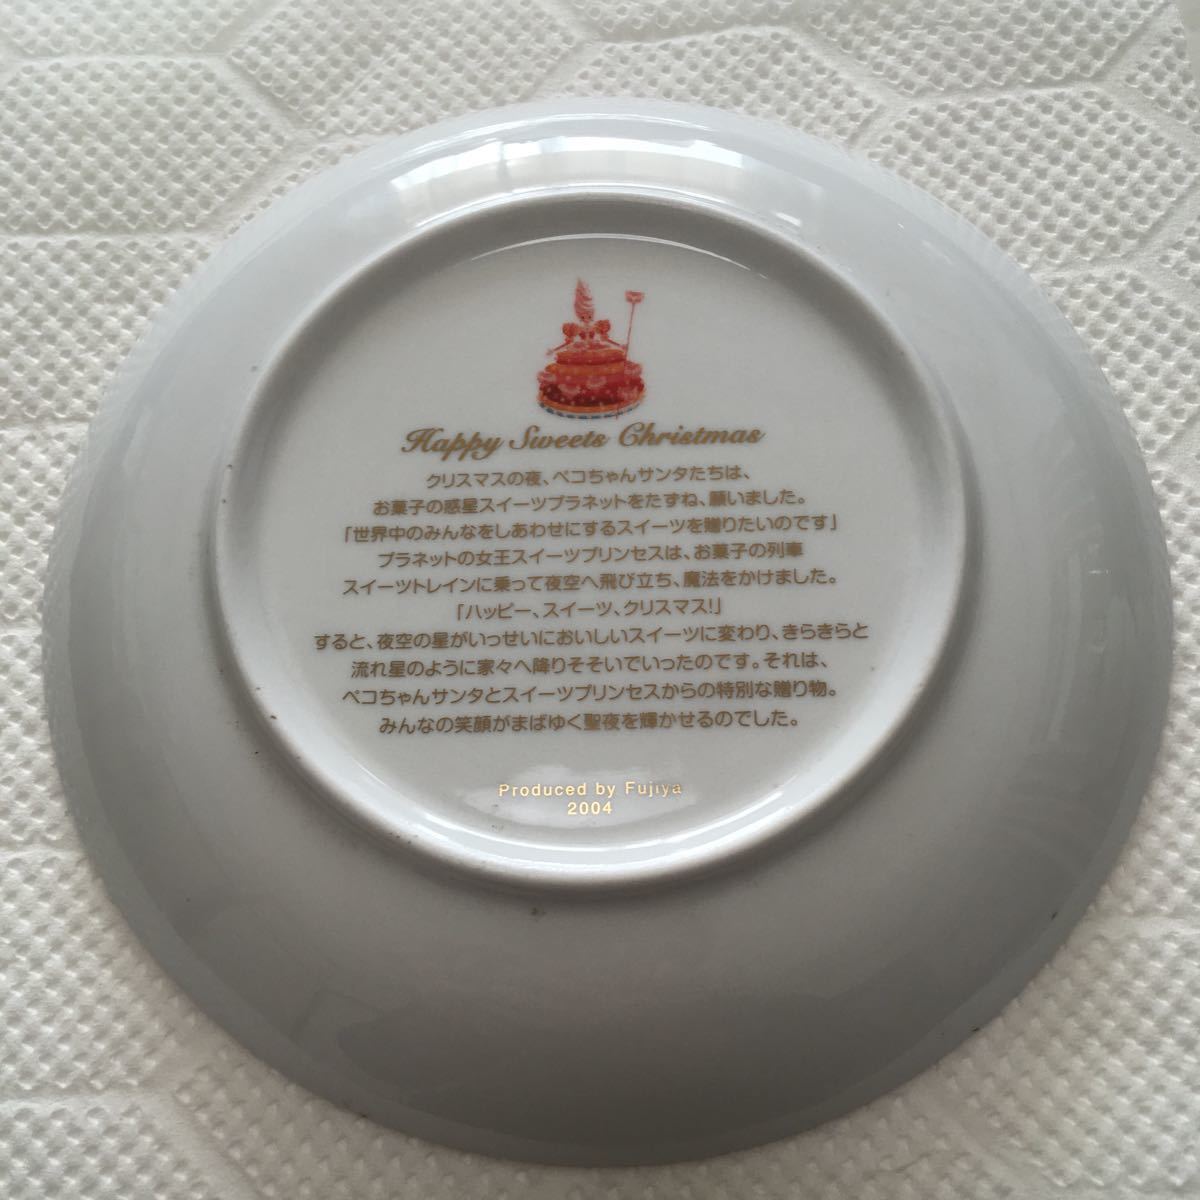 Happy Sweets Christmas
クリスマスの夜、ペコちゃんサンタたちは、
お菓子の惑星スイーツプラネットをたずね、願いました。
「世界中のみんなをしあわせにするスイーツを贈りたいのです」
プラネットの女王スイーツプリンセスは、お菓子の列車
スイーツトレインに乗って夜空へ飛び立ち、魔法をかけました。
「ハッピー、スイーツ、クリスマス!」
すると、夜空の星がいっせいにおいしいスイーツに変わり、きらきらと
流れ星のように家々へ降りそそいでいったのです。それは、
ペコちゃんサンタとスイーツプリンセスからの特別な贈り物。
みんなの笑顔がまばゆく聖夜を輝かせるのでした。
Produced by Fujiya
2004